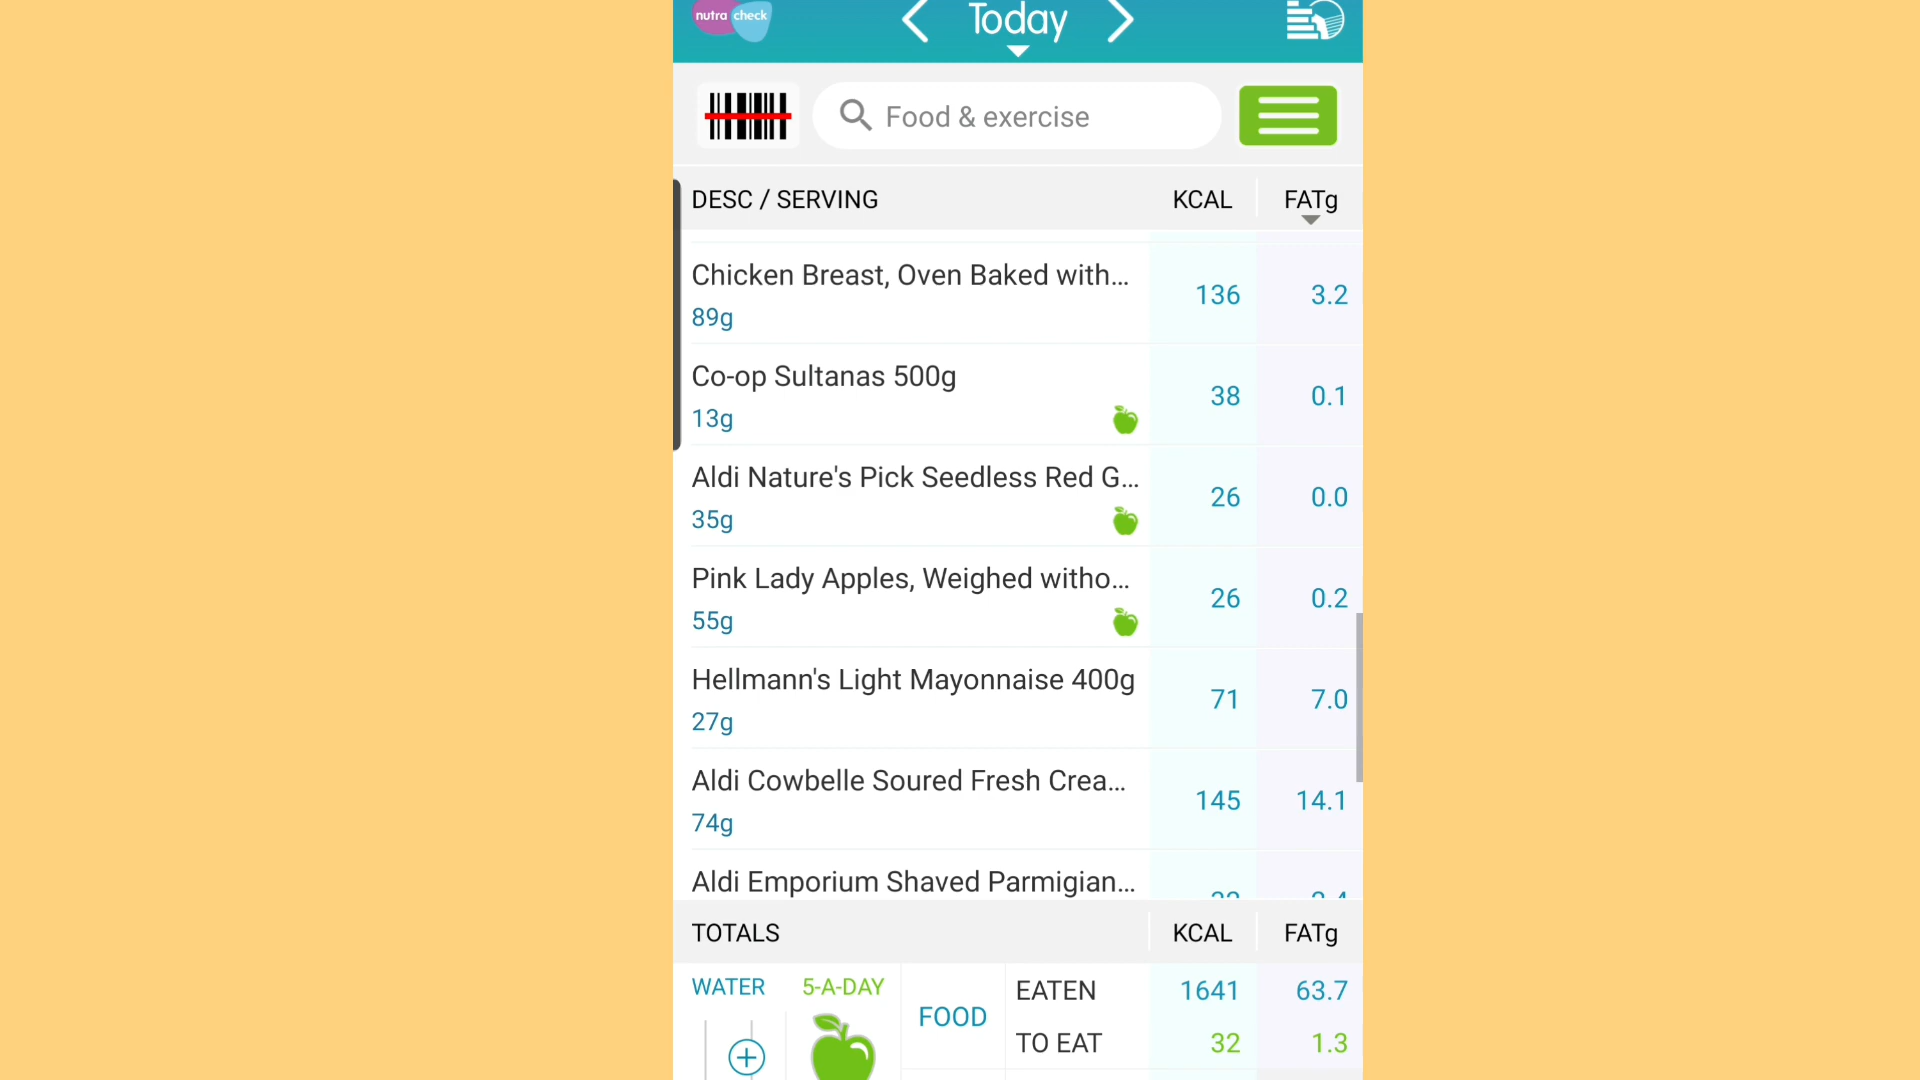 nutra check
Today
Food & exercise
DESC / SERVING KCAL FATg
Chicken Breast, Oven Baked with... 136 3.2
89g
Co-op Sultanas 500g 38 0.1
13g
Aldi Nature's Pick Seedless Red G... 26 0.0
35g
Pink Lady Apples, Weighed witho... 26 0.2
55g
Hellmann's Light Mayonnaise 400g 71 7.0
27g
Aldi Cowbelle Soured Fresh Crea... 145 14.1
74g
Aldi Emporium Shaved Parmigian...
TOTALS KCAL FATg
WATER 5-A-DAY FOOD EATEN 1641 63.7
TO EAT 32 1.3